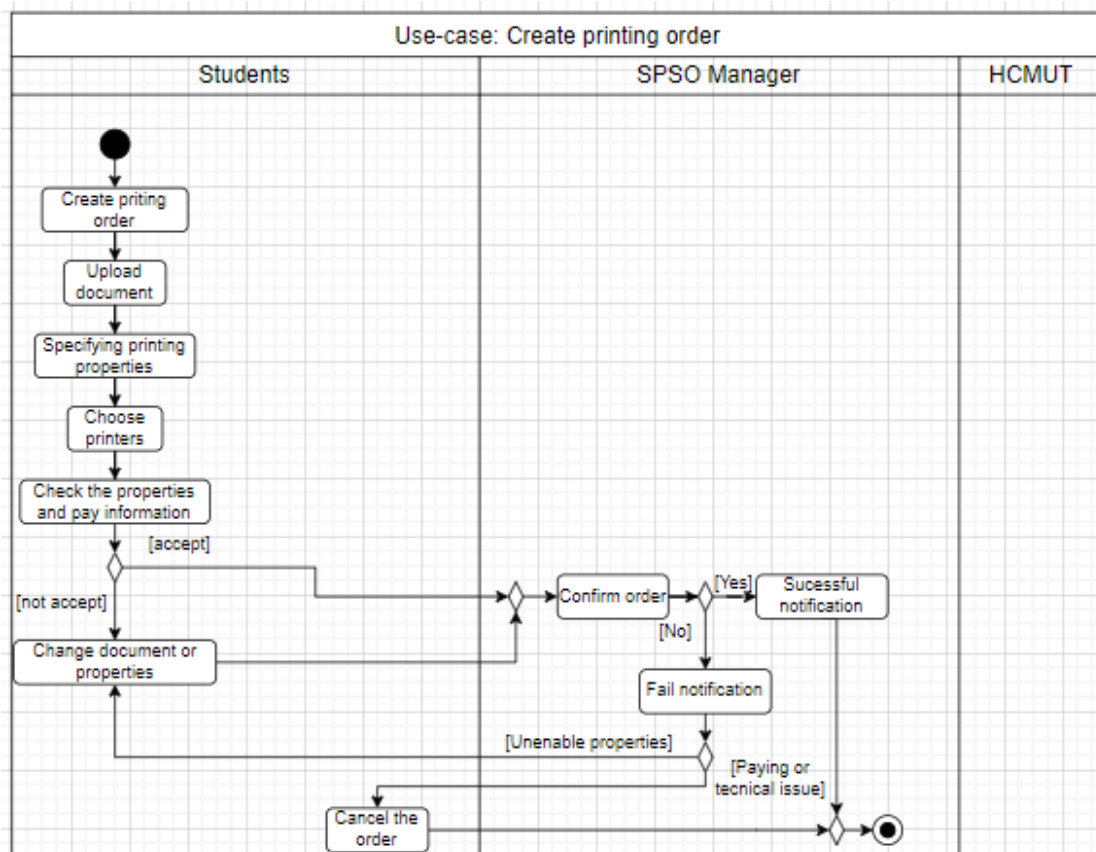 Use-case: Create printing order
Students
SPSO Manager
HCMUT
Create priting
order
Upload
document
Specifying printing
properties
Choose
printers
Check the properties
and pay information
[accept]
[not accept]
Change document or
properties
Confirm order
[Yes]
Sucessful
notification
[No]
Fail notification
[Unenable properties]
[Paying or
tecnical issue]
Cancel the
order